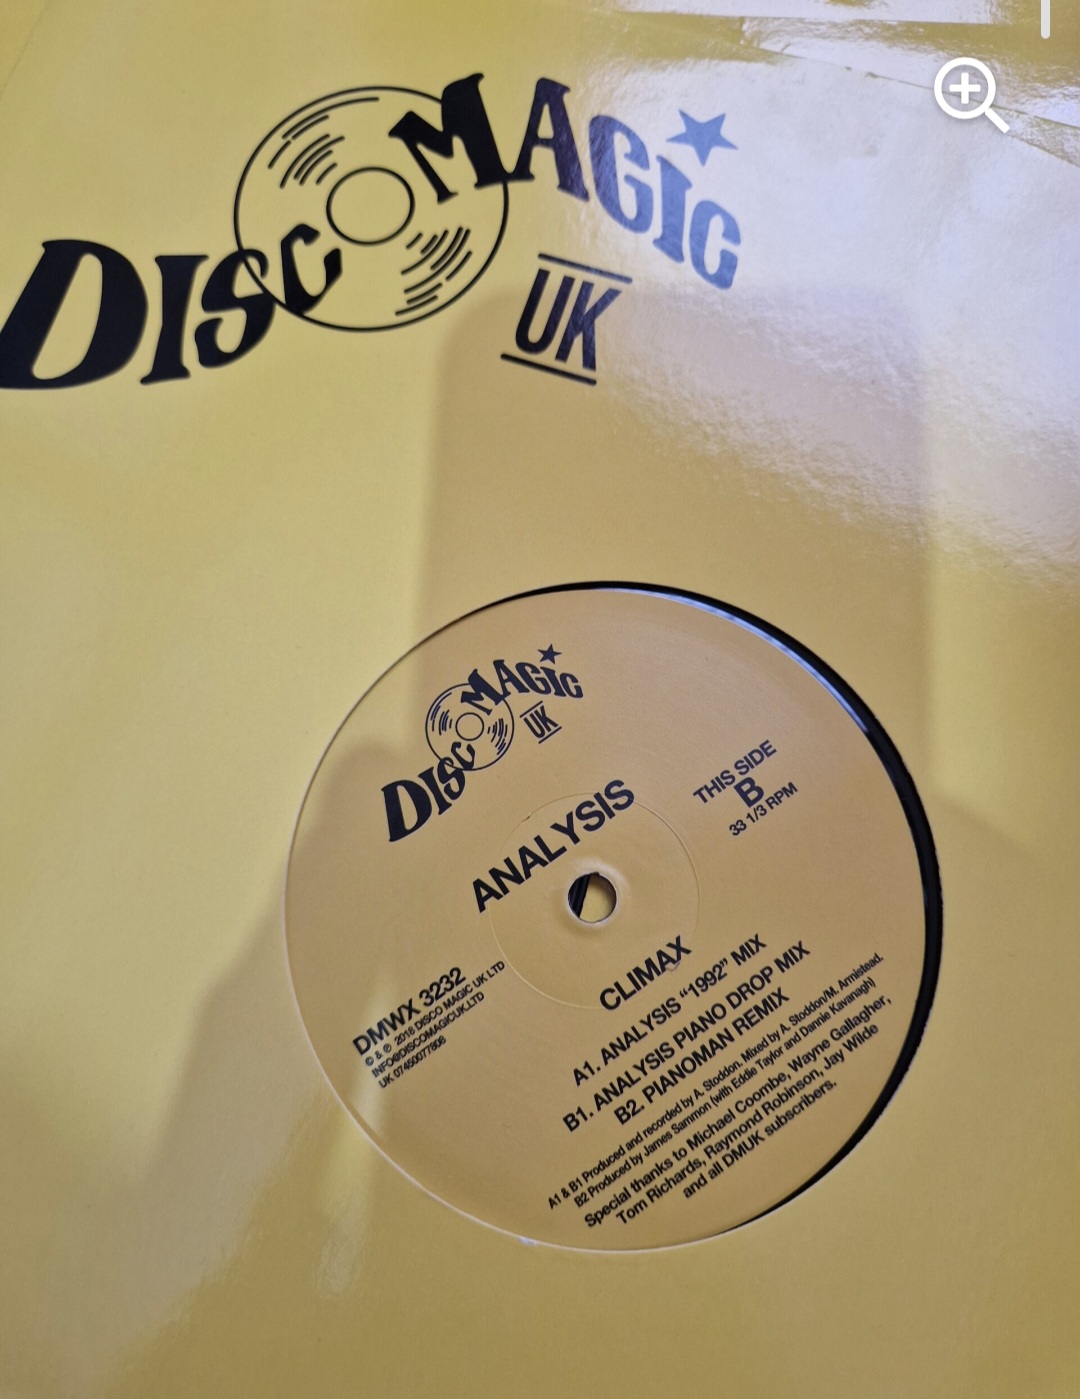 DISCO MAGIC
UK
DISCO MAGIC
UK
THIS SIDE
B
33 1/3 RPM
ANALYSIS
DMWX 3232
© & ℗ 2018 DISCO MAGIC UK LTD
INFO@DISCOMAGICUK.LTD
UK 07450077808
CLIMAX
A1. ANALYSIS “1992” MIX
B1. ANALYSIS PIANO DROP MIX
B2. PIANOMAN REMIX
A1 & B1 Produced and recorded by A. Stoddon. Mixed by A. Stoddon/M. Armistead.
B2 Produced by James Sammon (with Eddie Taylor and Dannie Kavanagh)
Special thanks to Michael Coombe, Wayne Gallagher,
Tom Richards, Raymond Robinson, Jay Wilde
and all DMUK subscribers.